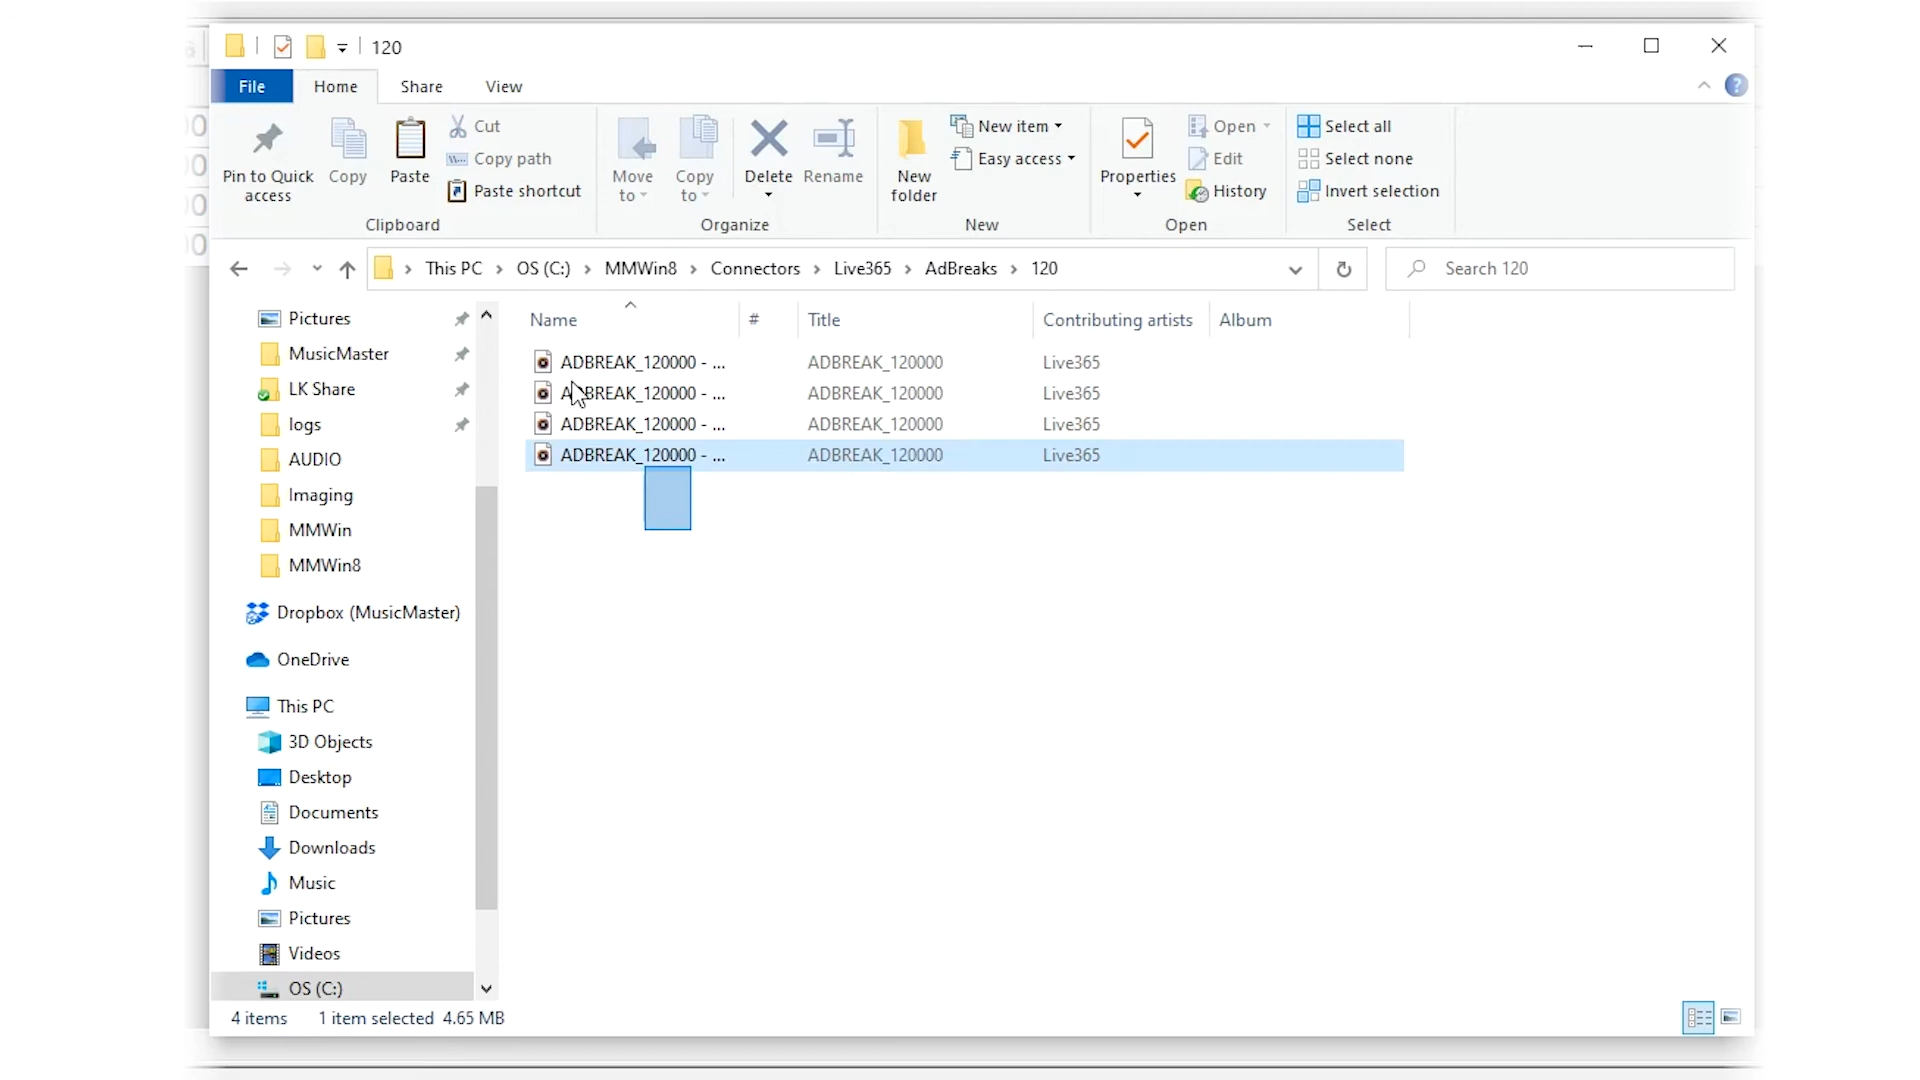 120
File Home Share View
Pin to Quick access
Copy
Paste
Cut
Copy path
Paste shortcut
Clipboard
Move to
Copy to
Delete
Rename
Organize
New folder
New item
Easy access
New
Properties
Open
Edit
History
Open
Select all
Select none
Invert selection
Select
This PC > OS (C:) > MMWin8 > Connectors > Live365 > AdBreaks > 120
Search 120
Pictures
MusicMaster
LK Share
logs
AUDIO
Imaging
MMWin
MMWin8
Dropbox (MusicMaster)
OneDrive
This PC
3D Objects
Desktop
Documents
Downloads
Music
Pictures
Videos
OS (C:)
Name # Title Contributing artists Album
ADBREAK_120000 - ... ADBREAK_120000 Live365
ADBREAK_120000 - ... ADBREAK_120000 Live365
ADBREAK_120000 - ... ADBREAK_120000 Live365
ADBREAK_120000 - ... ADBREAK_120000 Live365
4 items 1 item selected 4.65 MB